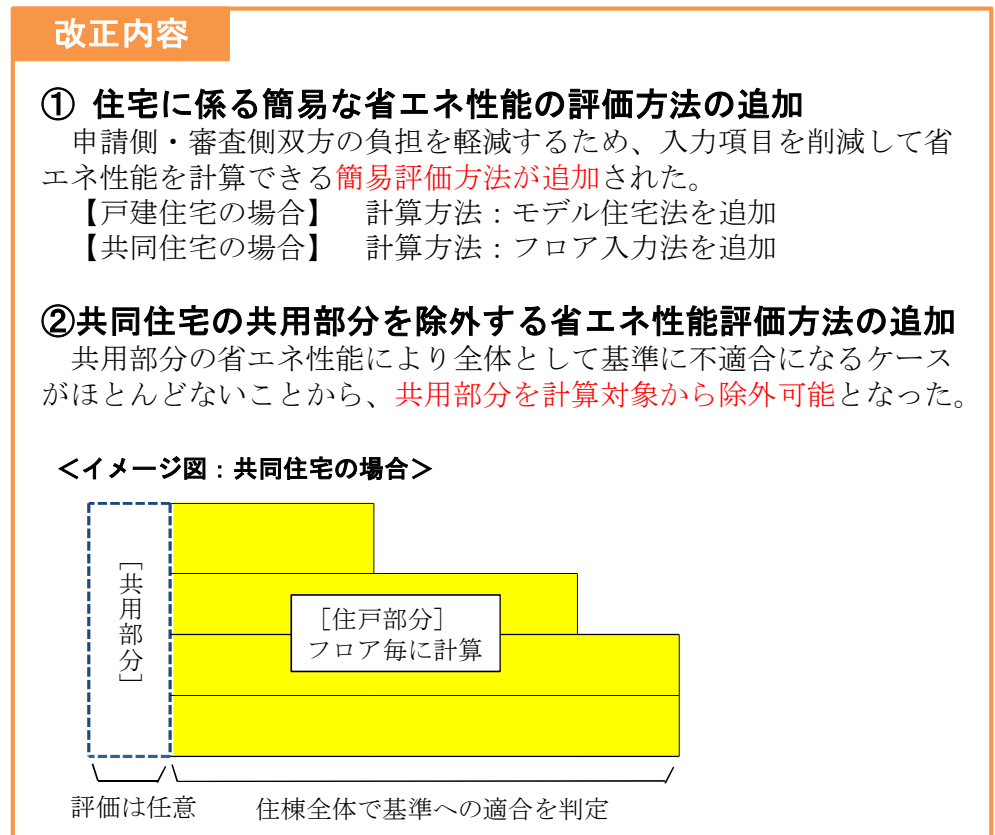 改正内容
① 住宅に係る簡易な省エネ性能の評価方法の追加
申請側・審査側双方の負担を軽減するため、入力項目を削減して省
エネ性能を計算できる簡易評価方法が追加された。
【戸建住宅の場合】　計算方法：モデル住宅法を追加
【共同住宅の場合】　計算方法：フロア入力法を追加
②共同住宅の共用部分を除外する省エネ性能評価方法の追加
共用部分の省エネ性能により全体として基準に不適合になるケース
がほとんどないことから、共用部分を計算対象から除外可能となった。
＜イメージ図：共同住宅の場合＞
［共用部分］
［住戸部分］
フロア毎に計算
評価は任意
住棟全体で基準への適合を判定